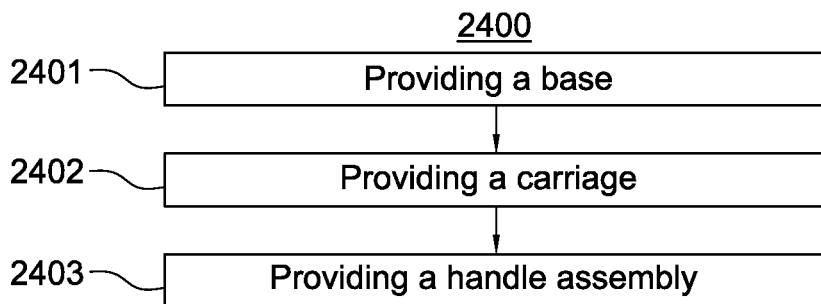 2400
2401 Providing a base
2402 Providing a carriage
2403 Providing a handle assembly